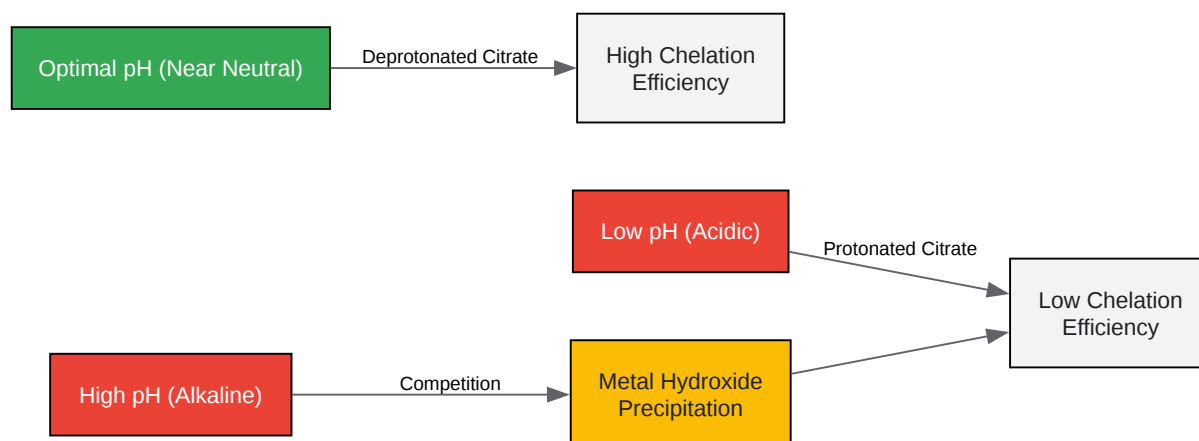 Optimal pH (Near Neutral)
Deprotonated Citrate
High Chelation
Efficiency
Low pH (Acidic)
Protonated Citrate
Low Chelation
Efficiency
High pH (Alkaline)
Competition
Metal Hydroxide
Precipitation